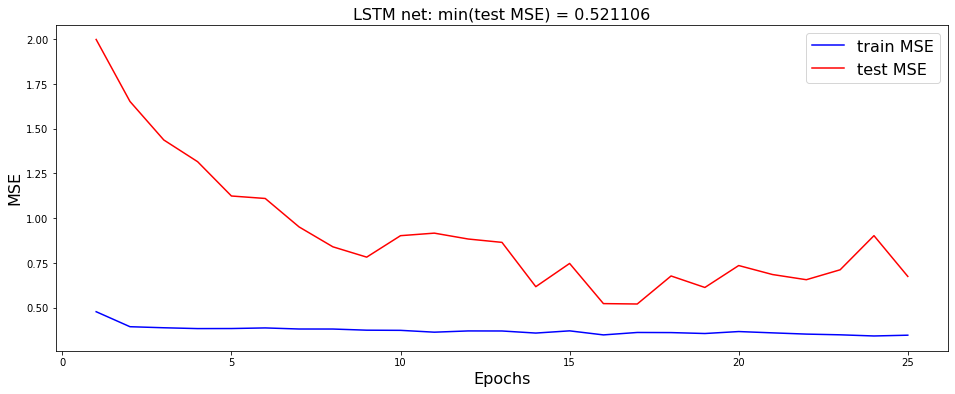 LSTM net: min(test MSE) = 0.521106
train MSE
test MSE
2.00
1.75
1.50
1.25
1.00
0.75
0.50
MSE
0 5 10 15 20 25
Epochs